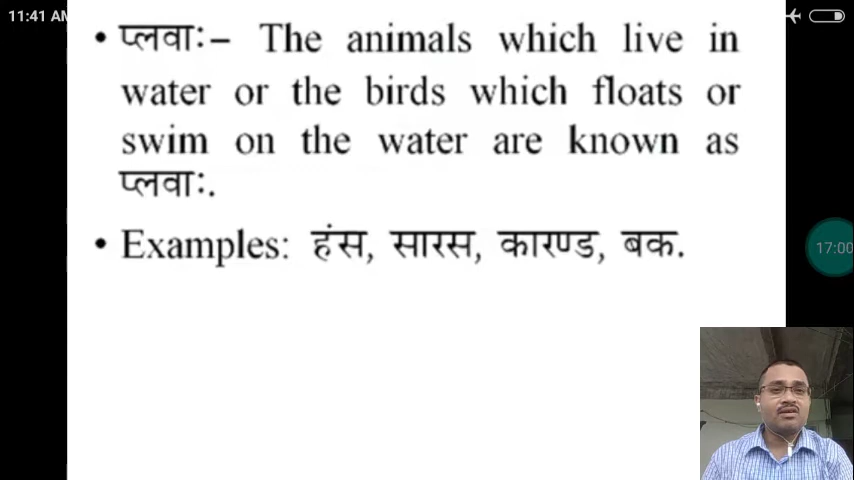 11:41 AM
• प्लवाः– The animals which live in
water or the birds which floats or
swim on the water are known as
प्लवाः.
• Examples: हंस, सारस, कारण्ड, बक.
17:00